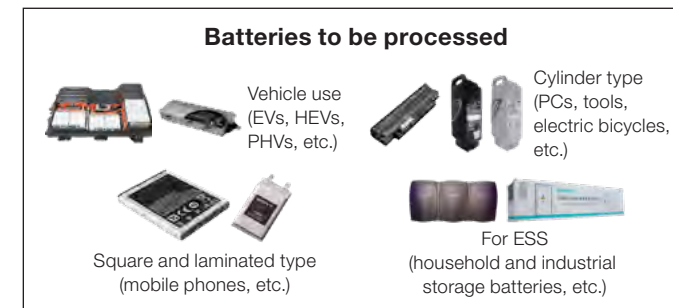 Batteries to be processed
Vehicle use
(EVs, HEVs,
PHVs, etc.)
Cylinder type
(PCs, tools,
electric bicycles,
etc.)
Square and laminated type
(mobile phones, etc.)
For ESS
(household and industrial
storage batteries, etc.)